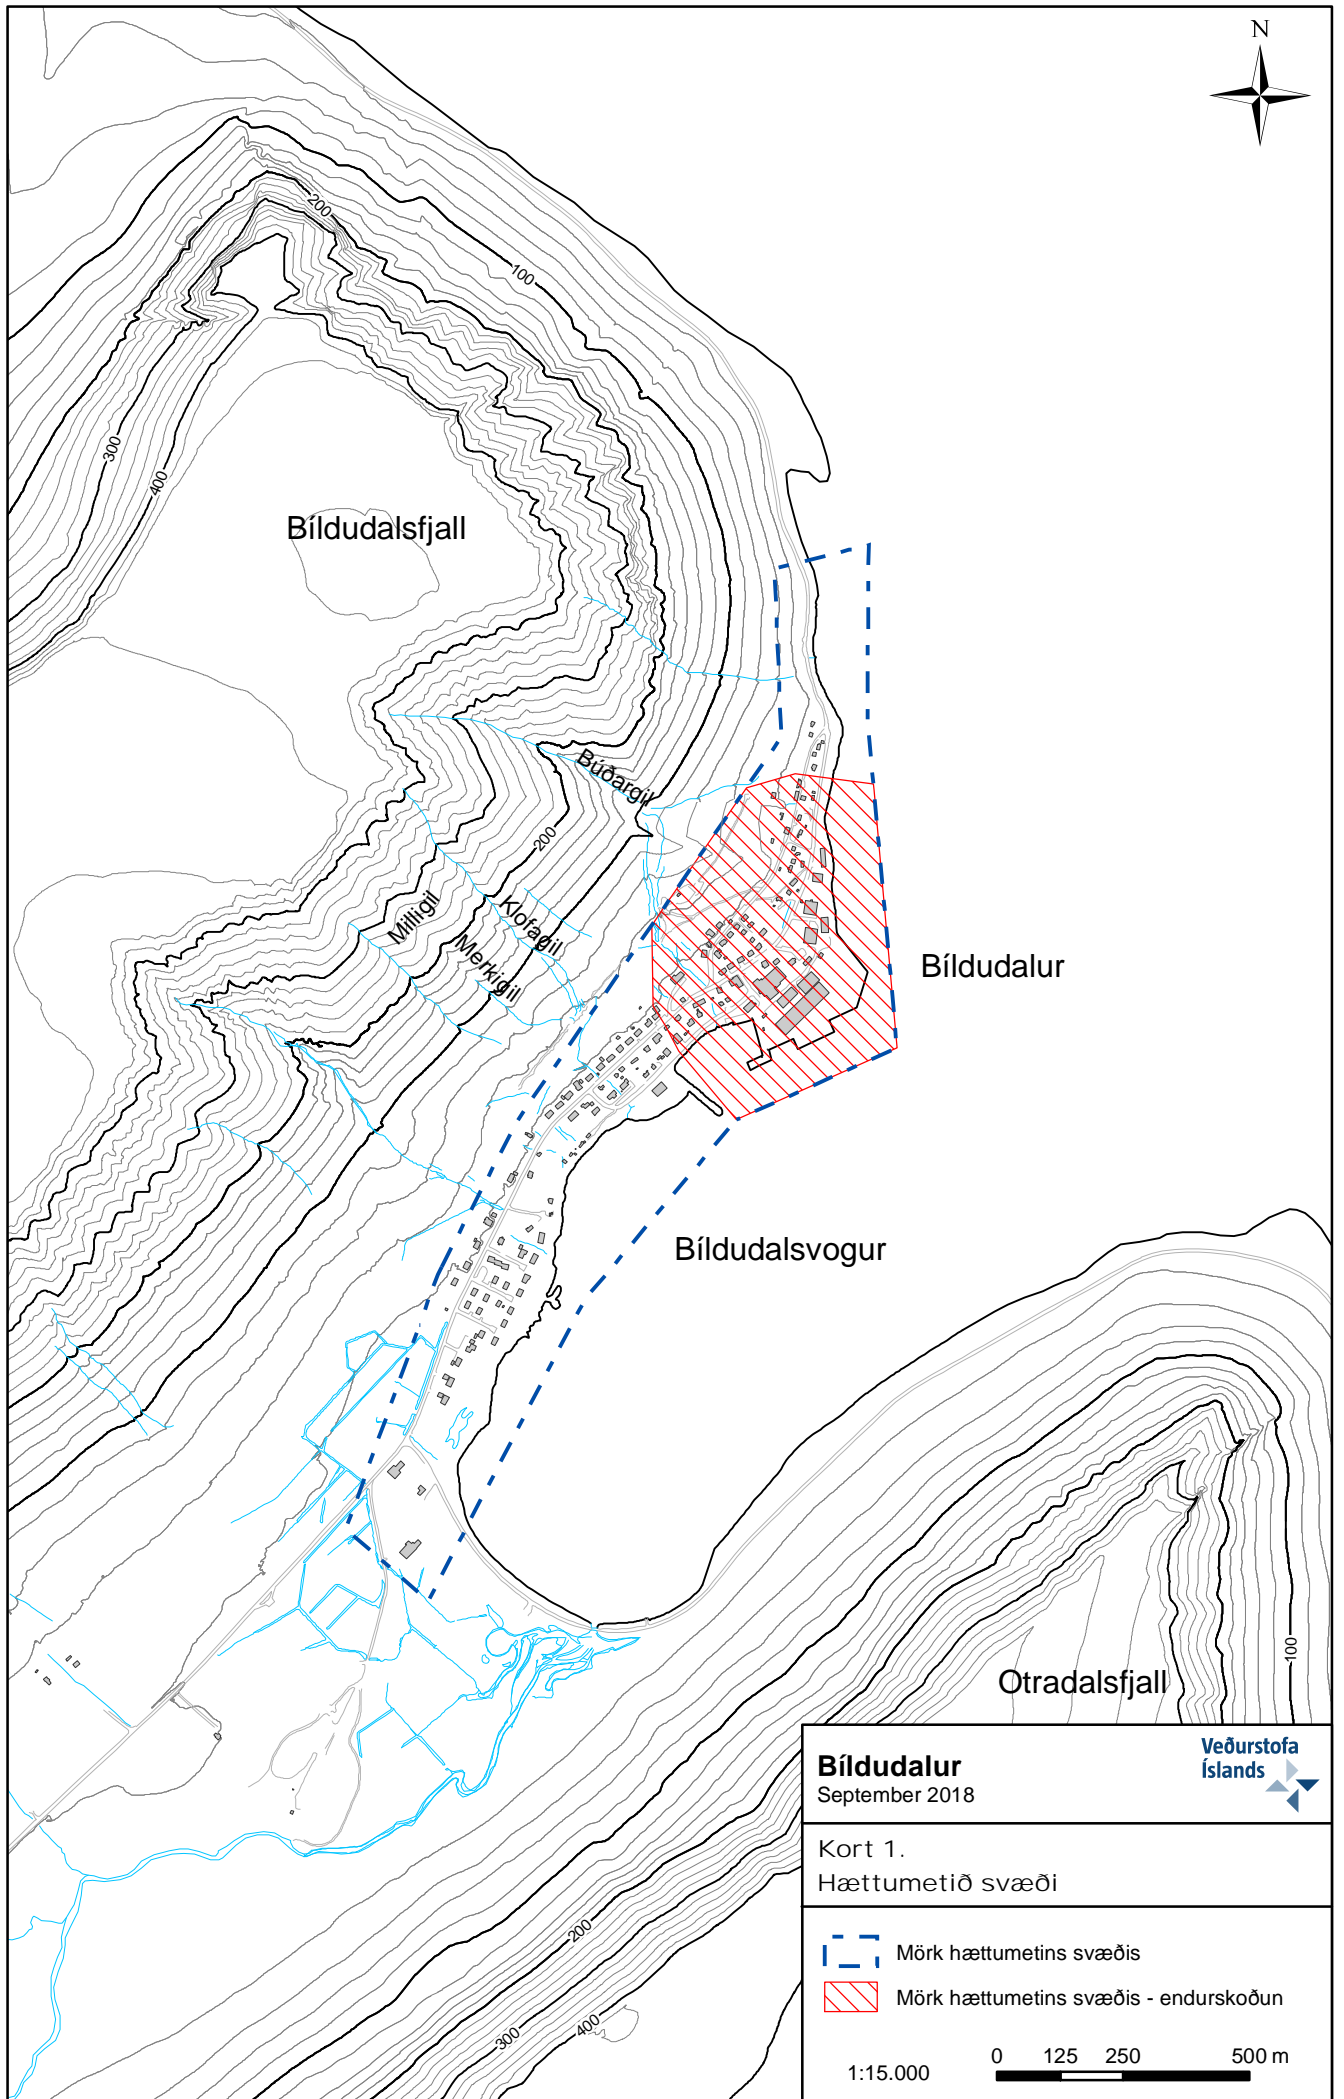 N
200
100
300
400
Bíldudalsfjall
Búðargil
200
Milligil
Klofagil
Merkigil
Bíldudalur
Bíldudalsvogur
Otradalsfjall
100
200
300
400
Bíldudalur
September 2018
Veðurstofa
Íslands
Kort 1.
Hættumetið svæði
Mörk hættumetins svæðis
Mörk hættumetins svæðis - endurskoðun
1:15.000
0 125 250 500 m